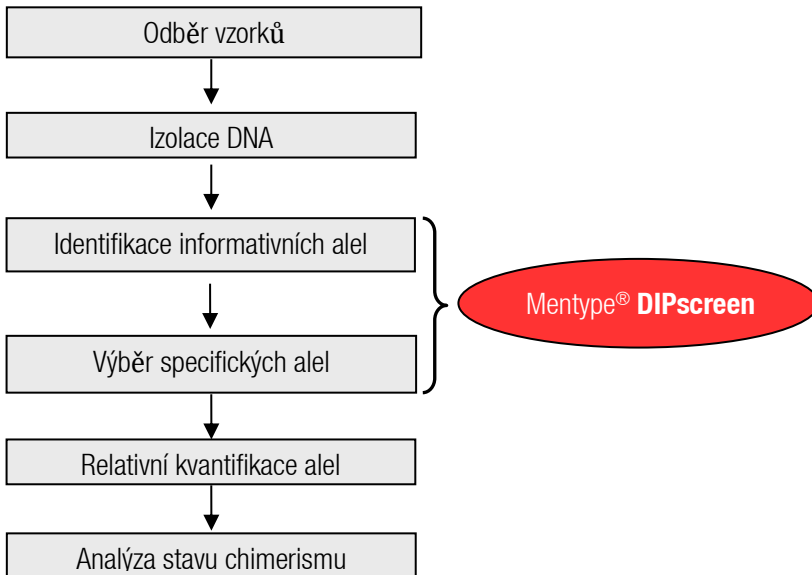 Odběr vzorků
Izolace DNA
Identifikace informativních alel
Mentype® DIPscreen
Výběr specifických alel
Relativní kvantifikace alel
Analýza stavu chimerismu